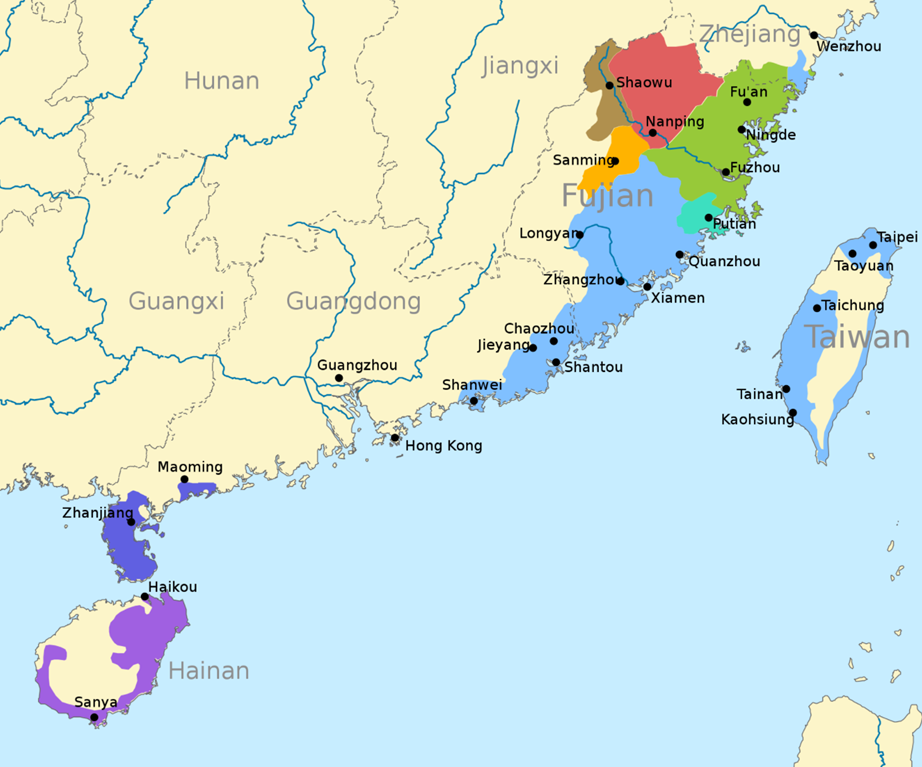 Zhejiang
Wenzhou
Jiangxi
Hunan
Shaowu
Fu'an
Nanping
Ningde
Sanming
Fuzhou
Fujian
Putian
Longyan
Taipei
Quanzhou
Taoyuan
Zhangzhou
Xiamen
Guangxi
Guangdong
Taichung
Chaozhou
Taiwan
Jieyang
Guangzhou
Shantou
Shanwei
Tainan
Kaohsiung
Hong Kong
Maoming
Zhanjiang
Haikou
Hainan
Sanya